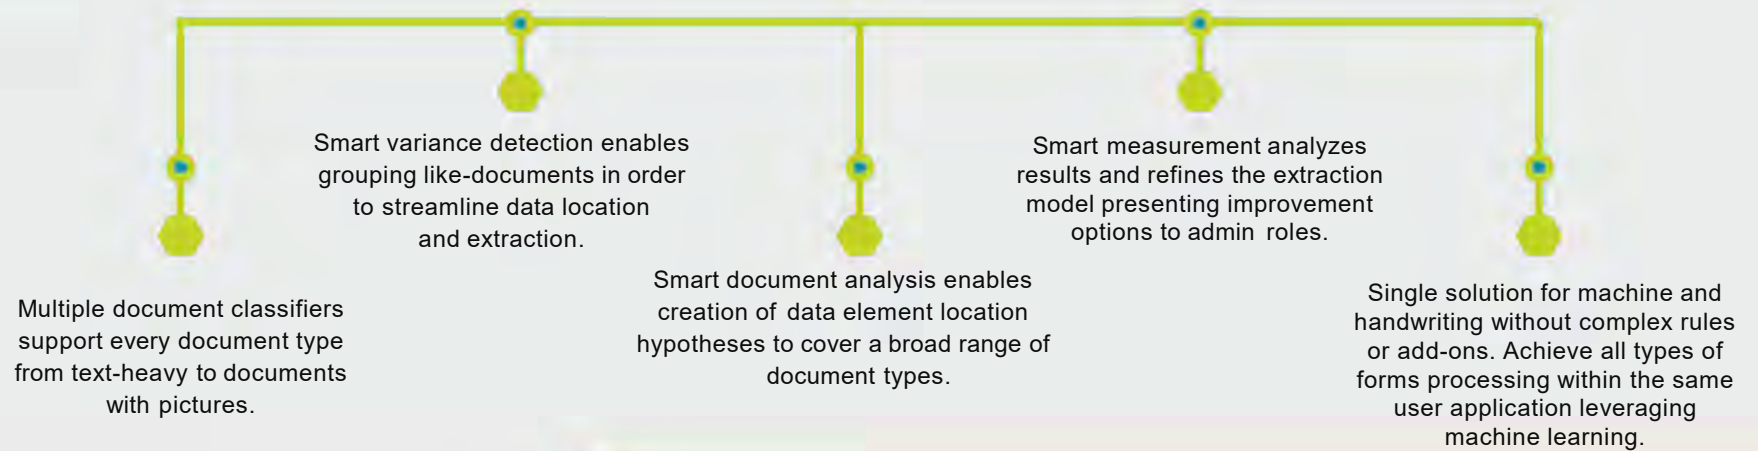 Multiple document classifiers
support every document type
from text-heavy to documents
with pictures.
Smart variance detection enables
grouping like-documents in order
to streamline data location
and extraction.
Smart document analysis enables
creation of data element location
hypotheses to cover a broad range of
document types.
Smart measurement analyzes
results and refines the extraction
model presenting improvement
options to admin roles.
Single solution for machine and
handwriting without complex rules
or add-ons. Achieve all types of
forms processing within the same
user application leveraging
machine learning.